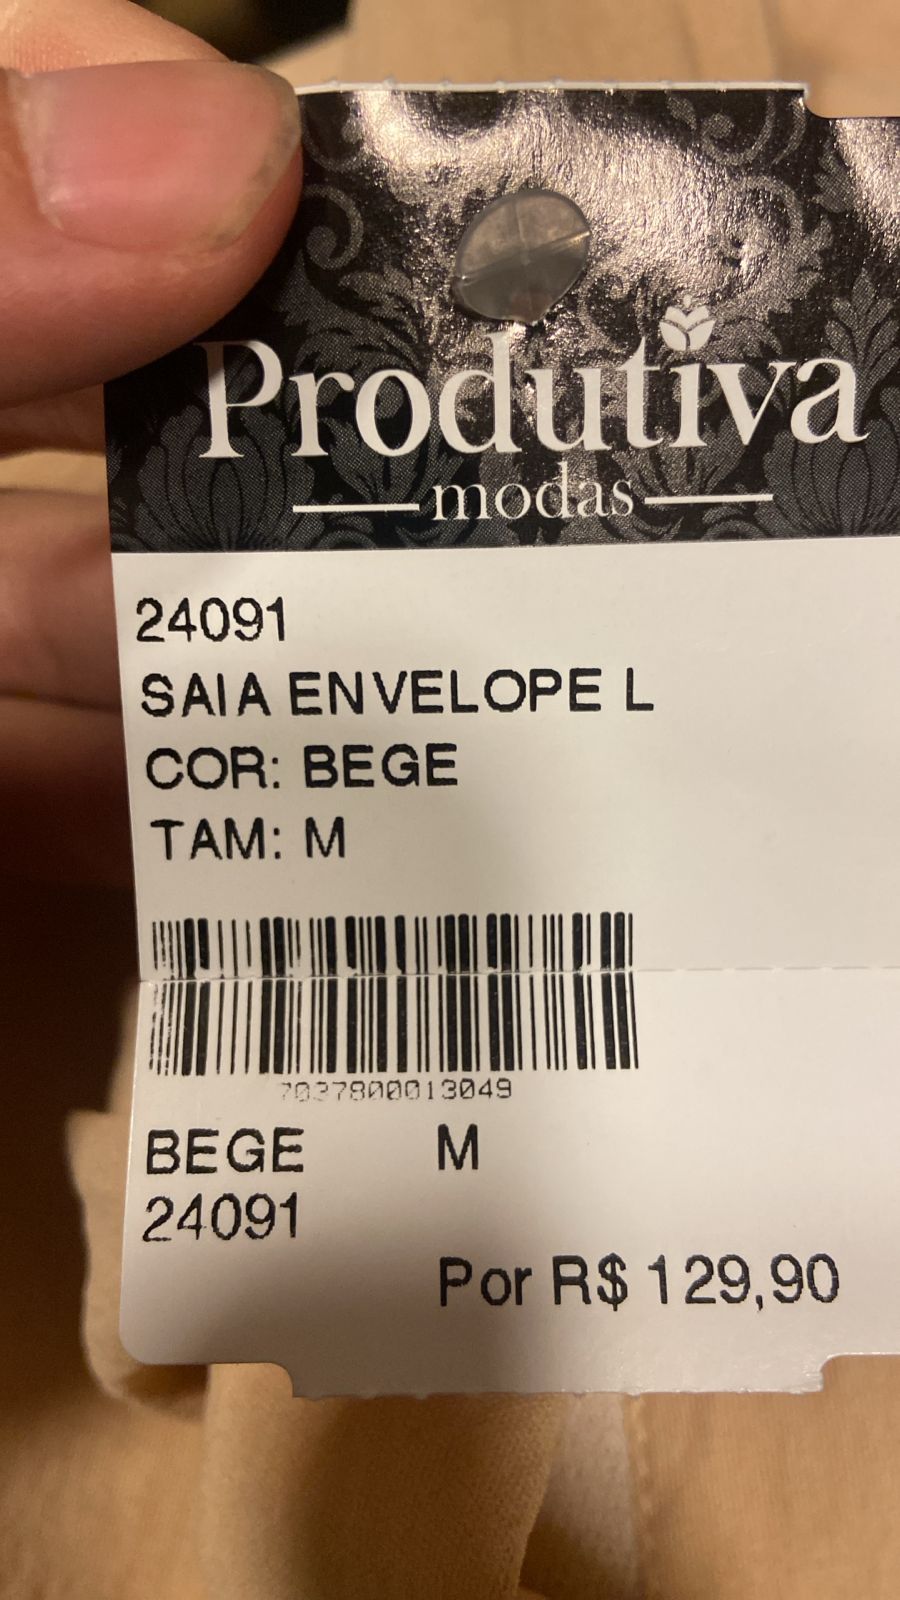 Produtiva
modas
24091
SAIA ENVELOPE L
COR: BEGE
TAM: M
7037800013049
BEGE M
24091
Por R$ 129,90